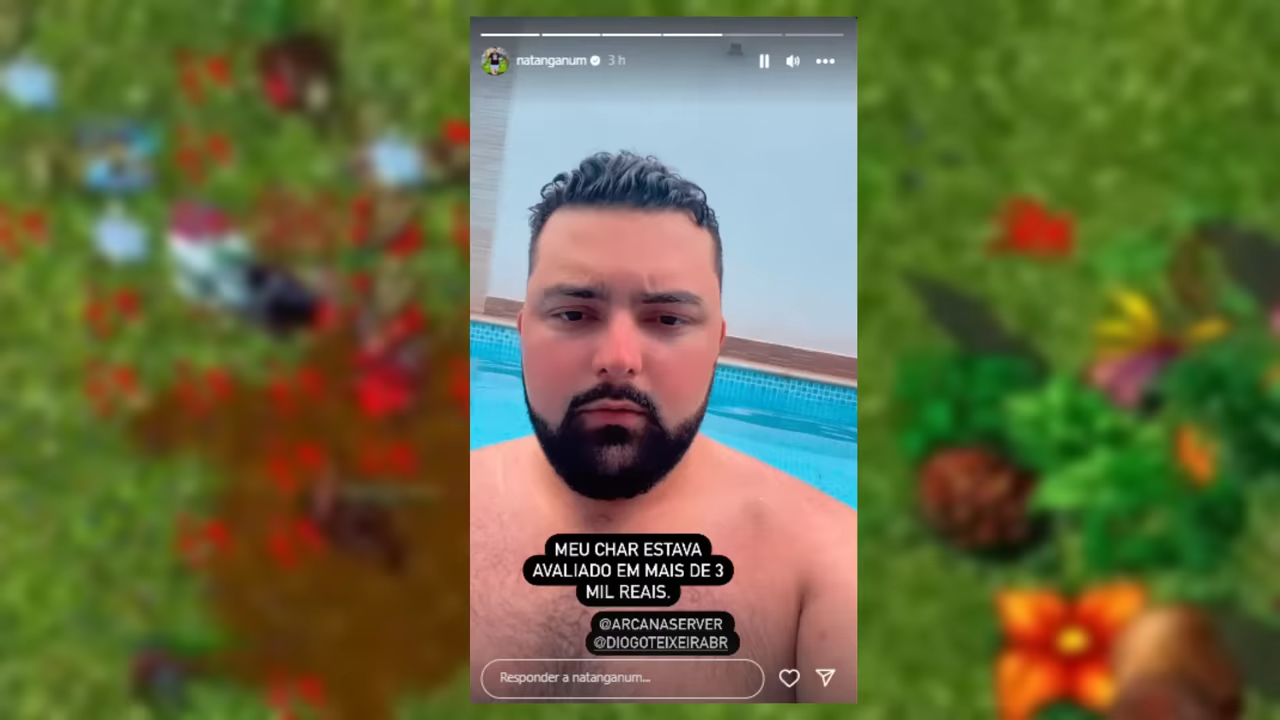 natanganum 3 h
MEU CHAR ESTAVA
AVALIADO EM MAIS DE 3
MIL REAIS.
@ARCANASERVER
@DIOGOTEIXEIRABR
Responder a natanganum...